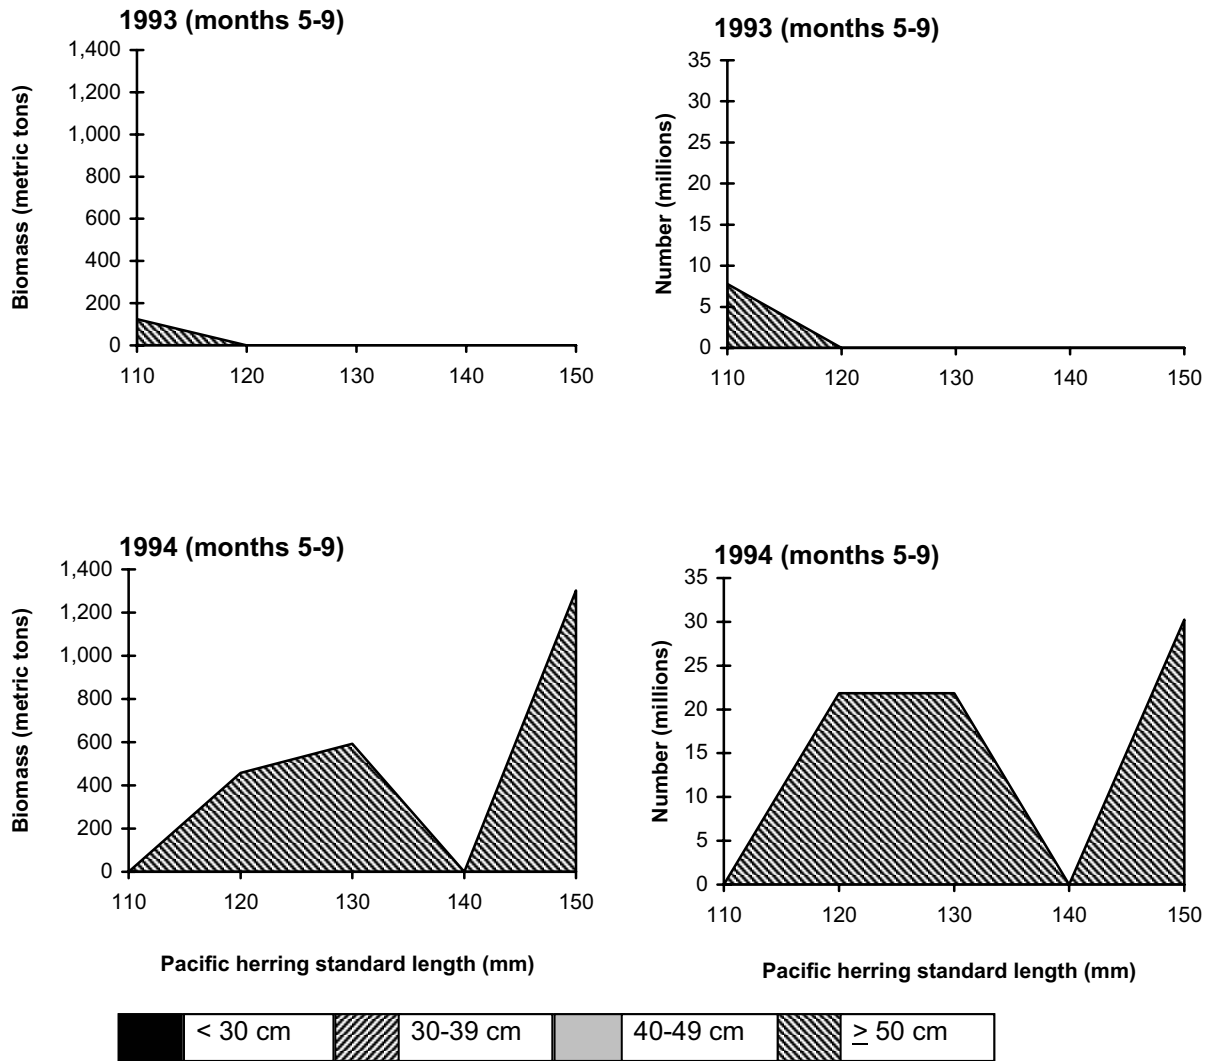 1993 (months 5-9)
1,400
1,200
1,000
800
600
400
200
0
110 120 130 140 150
Biomass (metric tons)
1993 (months 5-9)
35
30
25
20
15
10
5
0
110 120 130 140 150
Number (millions)
1994 (months 5-9)
1,400
1,200
1,000
800
600
400
200
0
110 120 130 140 150
Biomass (metric tons)
Pacific herring standard length (mm)
1994 (months 5-9)
35
30
25
20
15
10
5
0
110 120 130 140 150
Number (millions)
Pacific herring standard length (mm)
< 30 cm 30-39 cm 40-49 cm ≥ 50 cm